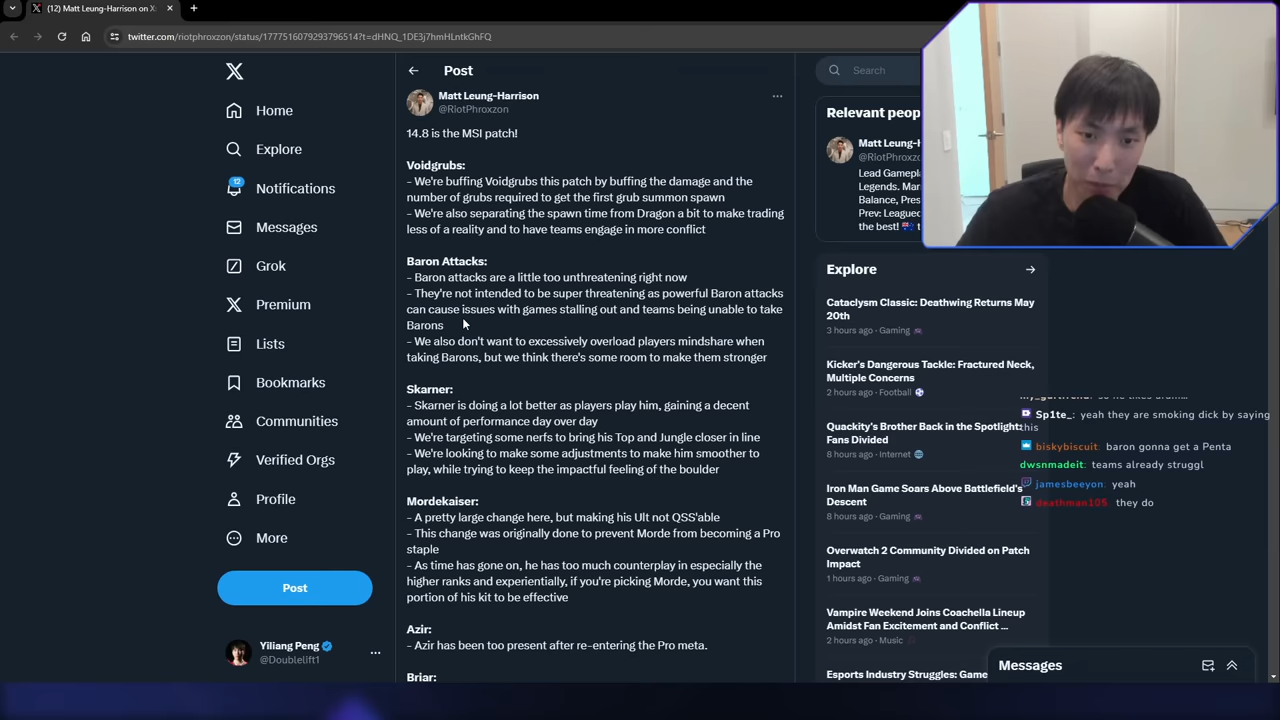 (12) Matt Leung-Harrison on X
twitter.com/riotphroxzon/status/1777516079293796514?t=dHNQ_1DE3j7hmHLntkGhFQ
Home
Explore
12
Notifications
Messages
Grok
Premium
Lists
Bookmarks
Communities
Verified Orgs
Profile
More
Post
Yiliang Peng
@Doublelift1
Post
Matt Leung-Harrison
@RiotPhroxzon
14.8 is the MSI patch!
Voidgrubs:
- We're buffing Voidgrubs this patch by buffing the damage and the
number of grubs required to get the first grub summon spawn
- We're also separating the spawn time from Dragon a bit to make trading
less of a reality and to have teams engage in more conflict
Baron Attacks:
- Baron attacks are a little too unthreatening right now
- They're not intended to be super threatening as powerful Baron attacks
can cause issues with games stalling out and teams being unable to take
Barons
- We also don't want to excessively overload players mindshare when
taking Barons, but we think there's some room to make them stronger
Skarner:
- Skarner is doing a lot better as players play him, gaining a decent
amount of performance day over day
- We're targeting some nerfs to bring his Top and Jungle closer in line
- We're looking to make some adjustments to make him smoother to
play, while trying to keep the impactful feeling of the boulder
Mordekaiser:
- A pretty large change here, but making his Ult not QSS'able
- This change was originally done to prevent Morde from becoming a Pro
staple
- As time has gone on, he has too much counterplay in especially the
higher ranks and experientially, if you're picking Morde, you want this
portion of his kit to be effective
Azir:
- Azir has been too present after re-entering the Pro meta.
Briar:
Search
Relevant peop
Matt Leung-H
@RiotPhroxzo
Lead Gamepla
Legends. Man
Balance, Pres
Prev: Leagueo
the best!
Explore
Cataclysm Classic: Deathwing Returns May
20th
3 hours ago · Gaming
Kicker's Dangerous Tackle: Fractured Neck,
Multiple Concerns
2 hours ago · Football
Quackity's Brother Back in the Spotlight:
Fans Divided
8 hours ago · Internet
Iron Man Game Soars Above Battlefield's
Descent
8 hours ago · Gaming
Overwatch 2 Community Divided on Patch
Impact
1 hours ago · Gaming
Vampire Weekend Joins Coachella Lineup
Amidst Fan Excitement and Conflict ...
2 hours ago · Music
Esports Industry Struggles: Game
Sp1te_: yeah they are smoking dick by saying
this
biskybiscuit: baron gonna get a Penta
dwsnmadeit: teams already struggl
jamesbeeyon: yeah
deathman105 they do
Messages